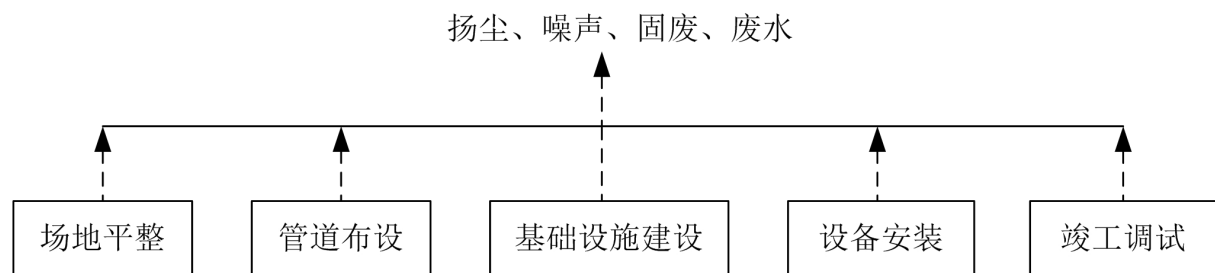 扬尘、噪声、固废、废水
场地平整
管道布设
基础设施建设
设备安装
竣工调试